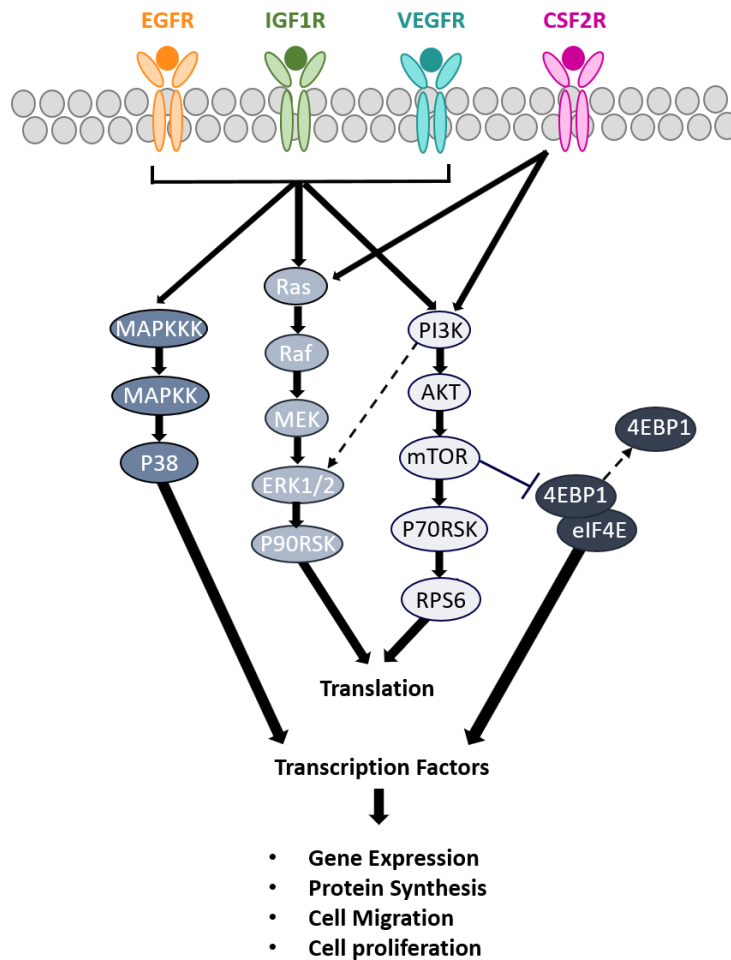 EGFR IGF1R VEGFR CSF2R
Ras
MAPKKK PI3K
Raf
MAPKK AKT
MEK 4EBP1
P38 mTOR
ERK1/2 4EBP1
P90RSK P70RSK eIF4E
RPS6
Translation
Transcription Factors
• Gene Expression
• Protein Synthesis
• Cell Migration
• Cell proliferation